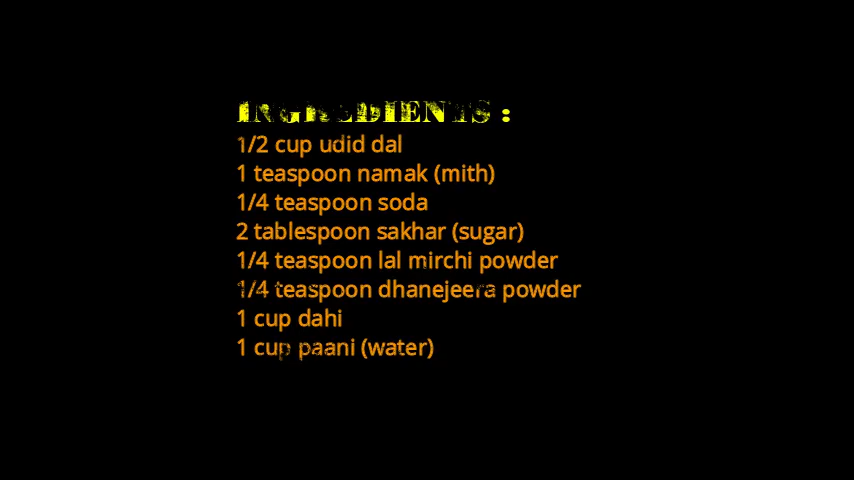 INGREDIENTS :
1/2 cup udid dal
1 teaspoon namak (mith)
1/4 teaspoon soda
2 tablespoon sakhar (sugar)
1/4 teaspoon lal mirchi powder
1/4 teaspoon dhanejeera powder
1 cup dahi
1 cup paani (water)